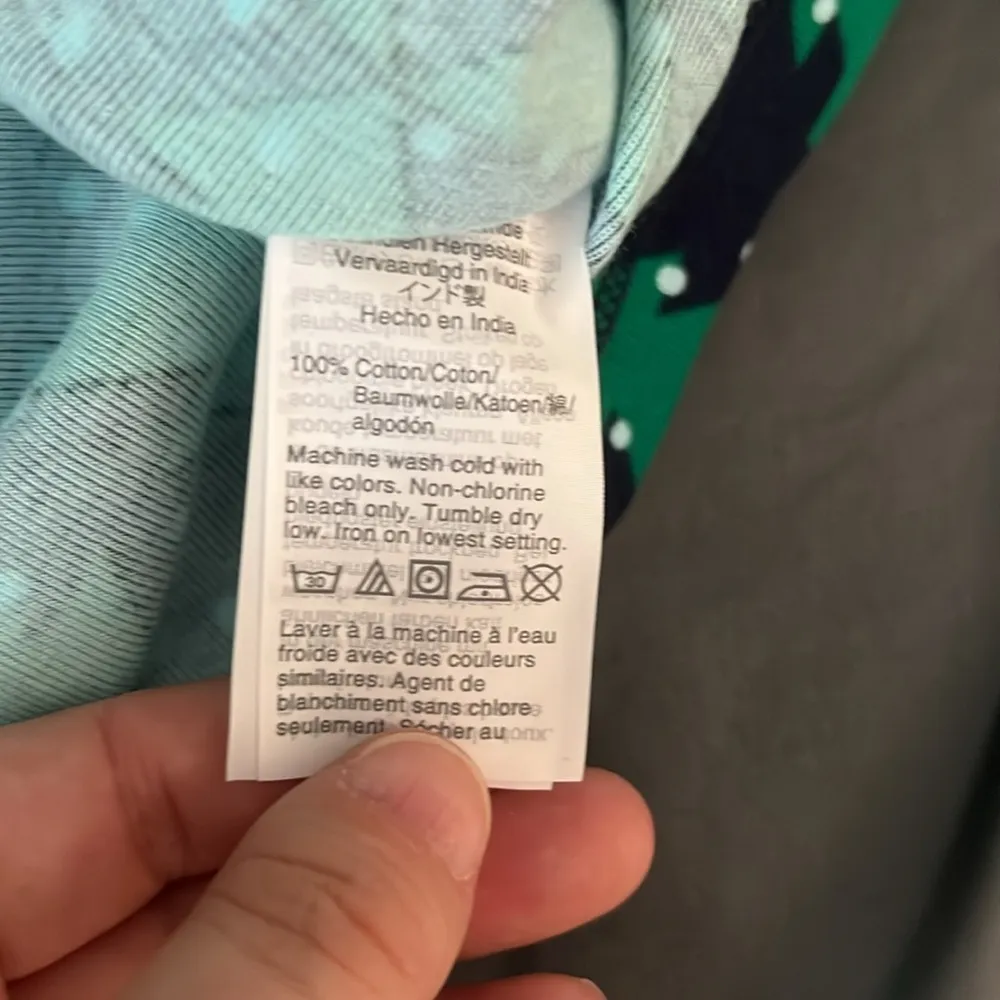 Hergestellt
Vervaardigd in India
インド製
Hecho en India
100% Cotton/Coton/
Baumwolle/Katoen/綿/
algodón
Machine wash cold with
like colors. Non-chlorine
bleach only. Tumble dry
low. Iron on lowest setting.
30
Laver à la machine à l'eau
froide avec des couleurs
similaires. Agent de
blanchiment sans chlore
seulement. Sécher au